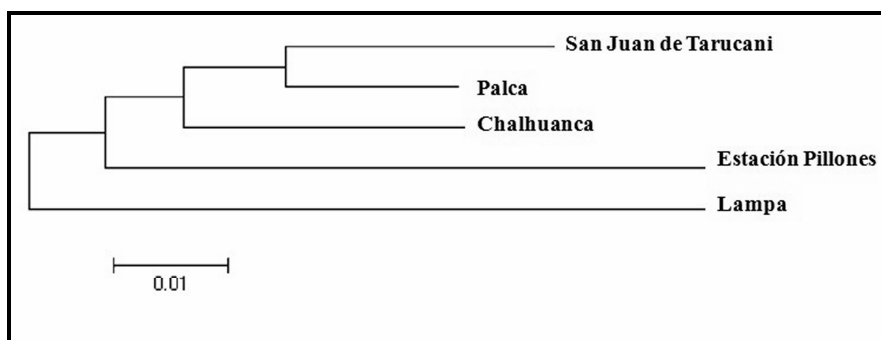 San Juan de Tarucani
Palca
Chalhuanca
Estación Pillones
Lampa
0.01